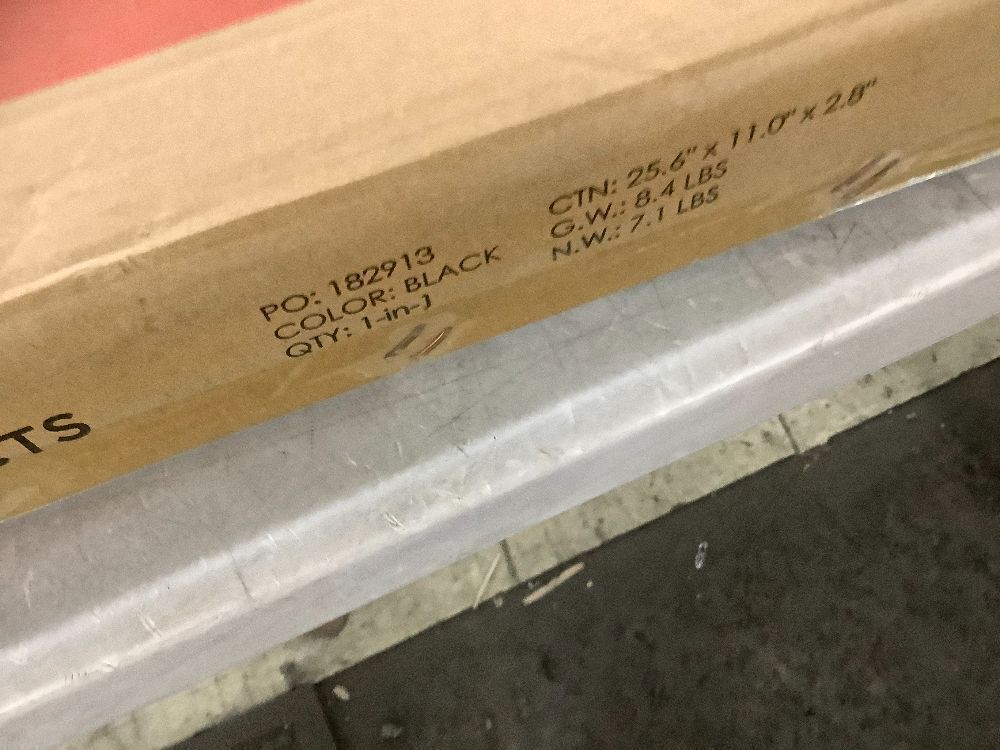 PO: 182913
COLOR: BLACK
QTY: 1-in-1
CTN: 25.6" x 11.0" x 2.8"
G.W.: 8.4 LBS
N.W.: 7.1 LBS